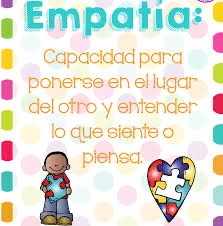 Empatía:
Capacidad para
ponerse en el lugar
del otro y entender
lo que siente o
piensa.